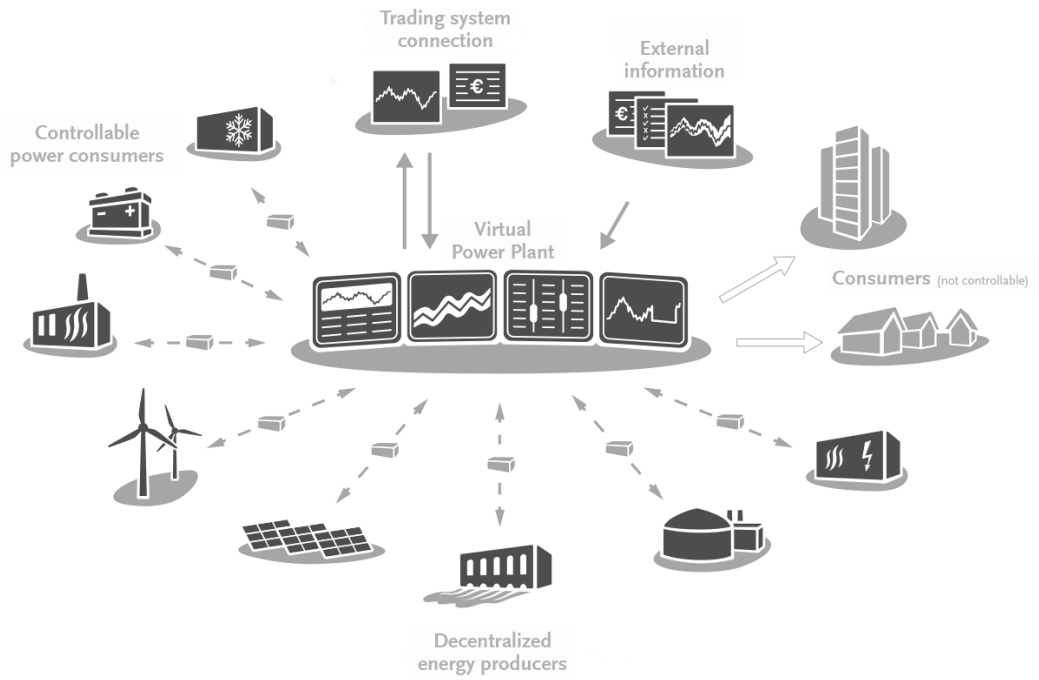 Trading system
connection
External
information
Controllable
power consumers
Virtual
Power Plant
Consumers (not controllable)
Decentralized
energy producers